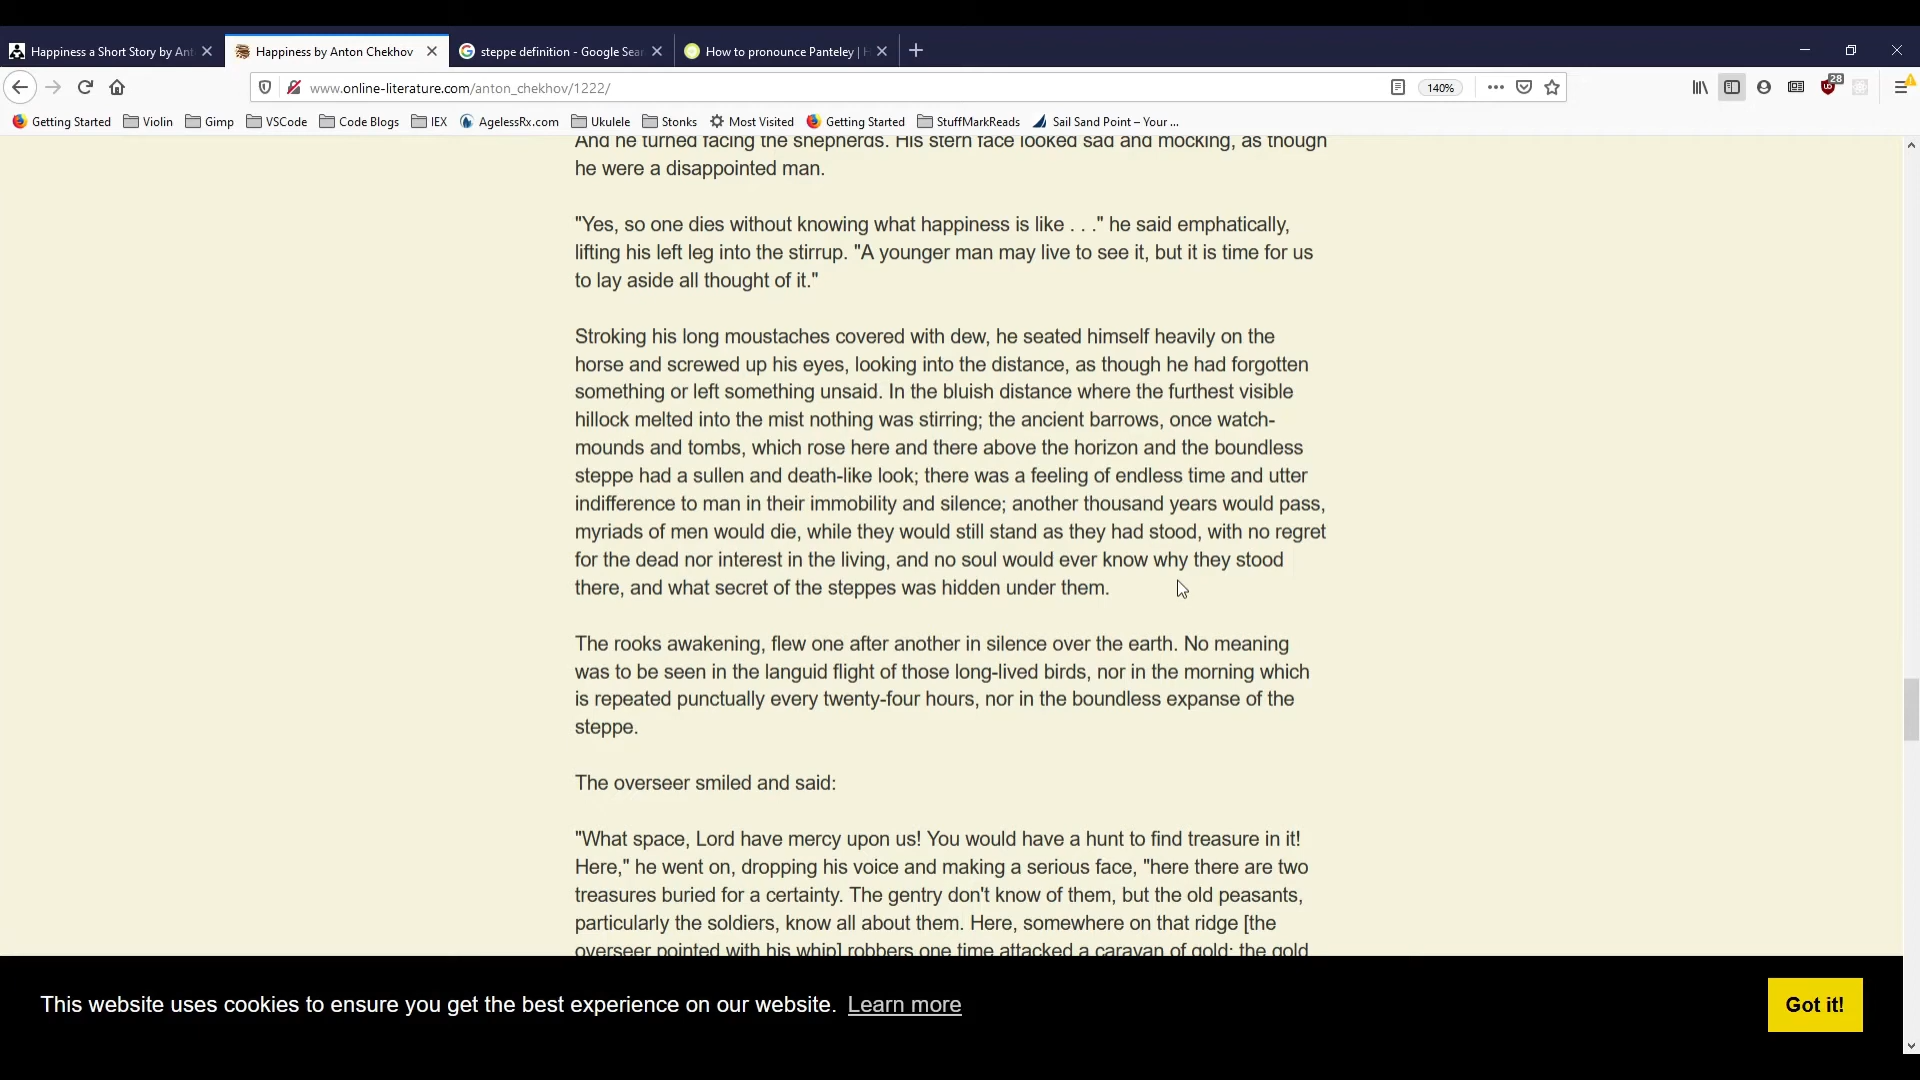 Happiness a Short Story by Ant
Happiness by Anton Chekhov
steppe definition - Google Sea
How to pronounce Panteley | H
www.online-literature.com/anton_chekhov/1222/
140%
28
Getting Started
Violin
Gimp
VSCode
Code Blogs
IEX
AgelessRx.com
Ukulele
Stonks
Most Visited
Getting Started
StuffMarkReads
Sail Sand Point – Your ...
And he turned facing the shepherds. His stern face looked sad and mocking, as though
he were a disappointed man.
"Yes, so one dies without knowing what happiness is like . . ." he said emphatically,
lifting his left leg into the stirrup. "A younger man may live to see it, but it is time for us
to lay aside all thought of it."
Stroking his long moustaches covered with dew, he seated himself heavily on the
horse and screwed up his eyes, looking into the distance, as though he had forgotten
something or left something unsaid. In the bluish distance where the furthest visible
hillock melted into the mist nothing was stirring; the ancient barrows, once watch-
mounds and tombs, which rose here and there above the horizon and the boundless
steppe had a sullen and death-like look; there was a feeling of endless time and utter
indifference to man in their immobility and silence; another thousand years would pass,
myriads of men would die, while they would still stand as they had stood, with no regret
for the dead nor interest in the living, and no soul would ever know why they stood
there, and what secret of the steppes was hidden under them.
The rooks awakening, flew one after another in silence over the earth. No meaning
was to be seen in the languid flight of those long-lived birds, nor in the morning which
is repeated punctually every twenty-four hours, nor in the boundless expanse of the
steppe.
The overseer smiled and said:
"What space, Lord have mercy upon us! You would have a hunt to find treasure in it!
Here," he went on, dropping his voice and making a serious face, "here there are two
treasures buried for a certainty. The gentry don't know of them, but the old peasants,
particularly the soldiers, know all about them. Here, somewhere on that ridge [the
overseer pointed with his whip] robbers one time attacked a caravan of gold; the gold
This website uses cookies to ensure you get the best experience on our website. Learn more
Got it!